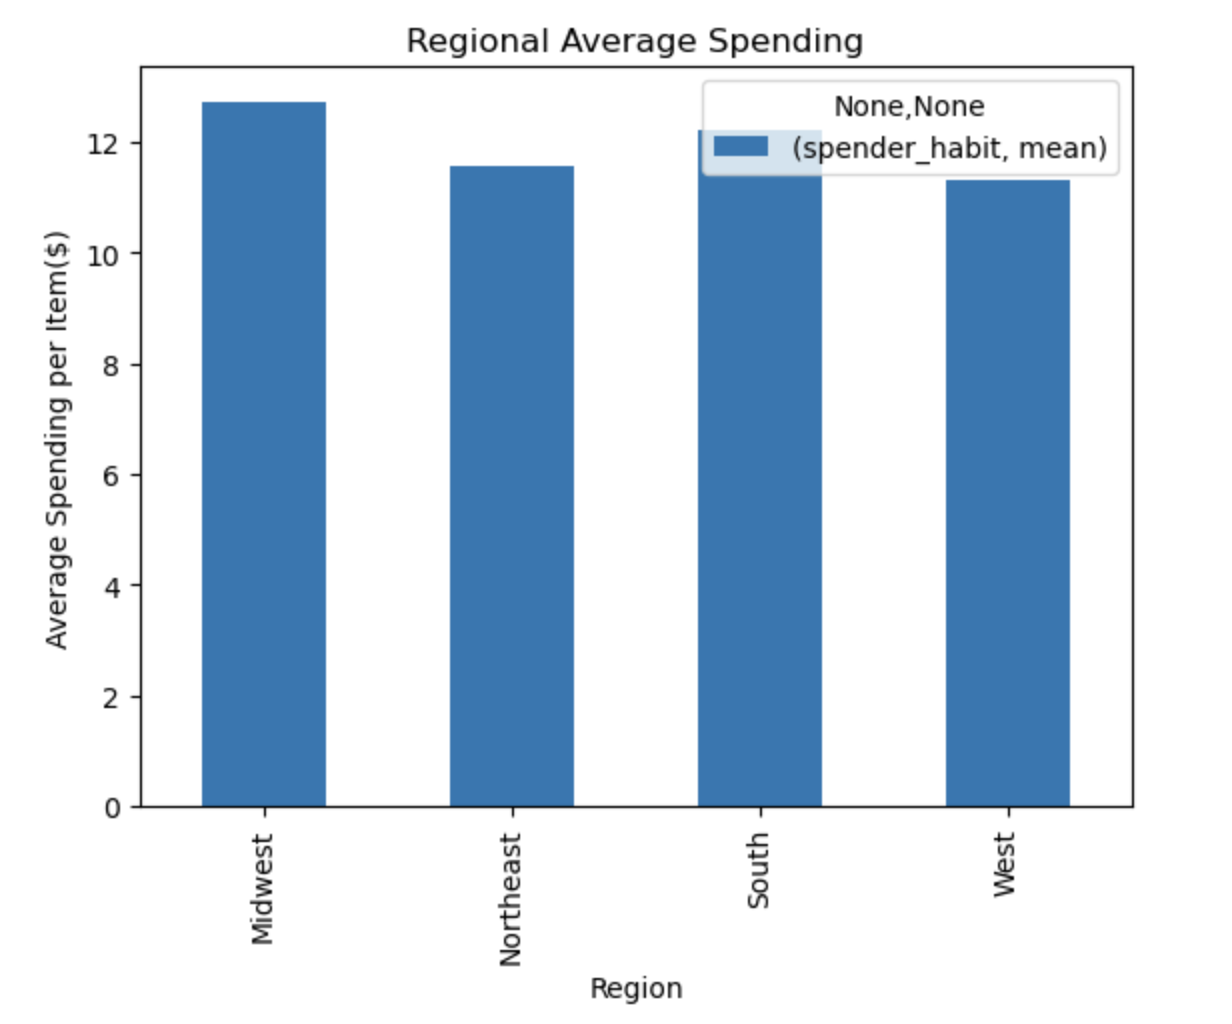 Regional Average Spending
None,None
(spender_habit, mean)
Average Spending per Item($)
12
10
8
6
4
2
0
Midwest
Northeast
South
West
Region